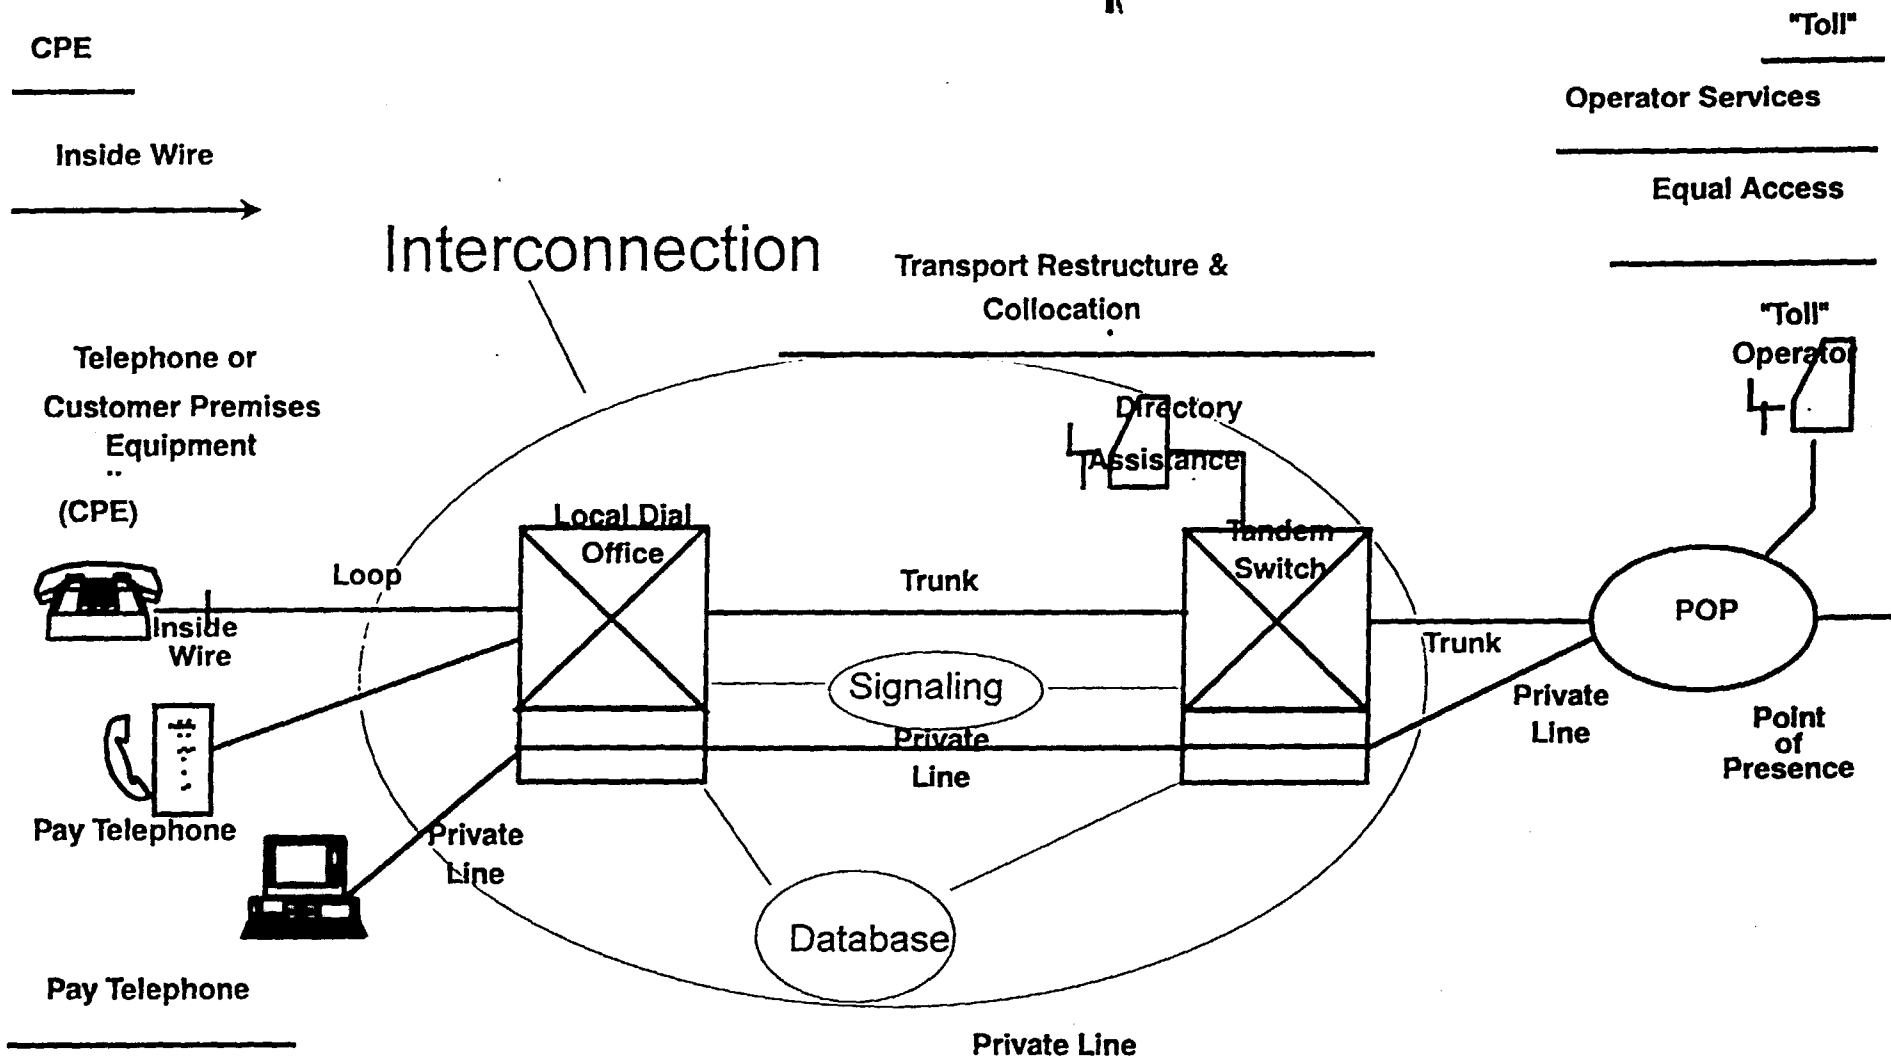 "Toll"
CPE
Operator Services
Inside Wire
Equal Access
Interconnection
Transport Restructure &
Collocation
"Toll"
Operator
Telephone or
Customer Premises
Equipment
(CPE)
Directory
Assistance
Local Dial
Office
Tandem
Switch
Loop
Trunk
POP
Inside
Wire
Trunk
Signaling
Private
Line
Private
Line
Point
of
Presence
Pay Telephone
Private
Line
Database
Pay Telephone
Private Line